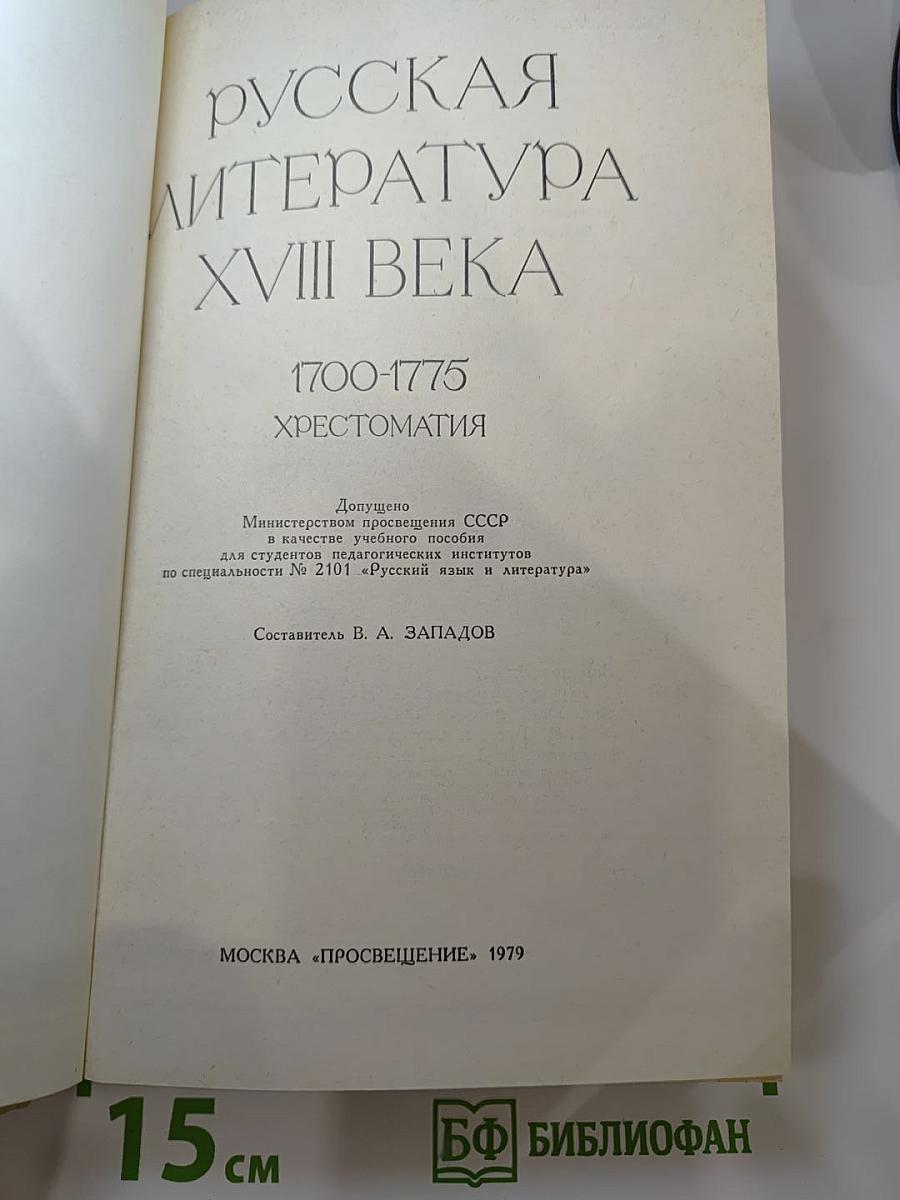 РУССКАЯ
ЛИТЕРАТУРА
XVIII ВЕКА
1700-1775
ХРЕСТОМАТИЯ
Допущено
Министерством просвещения СССР
в качестве учебного пособия
для студентов педагогических институтов
по специальности № 2101 «Русский язык и литература»
Составитель В. А. ЗАПАДОВ
МОСКВА «ПРОСВЕЩЕНИЕ» 1979
15 см
БФ БИБЛИОФАН